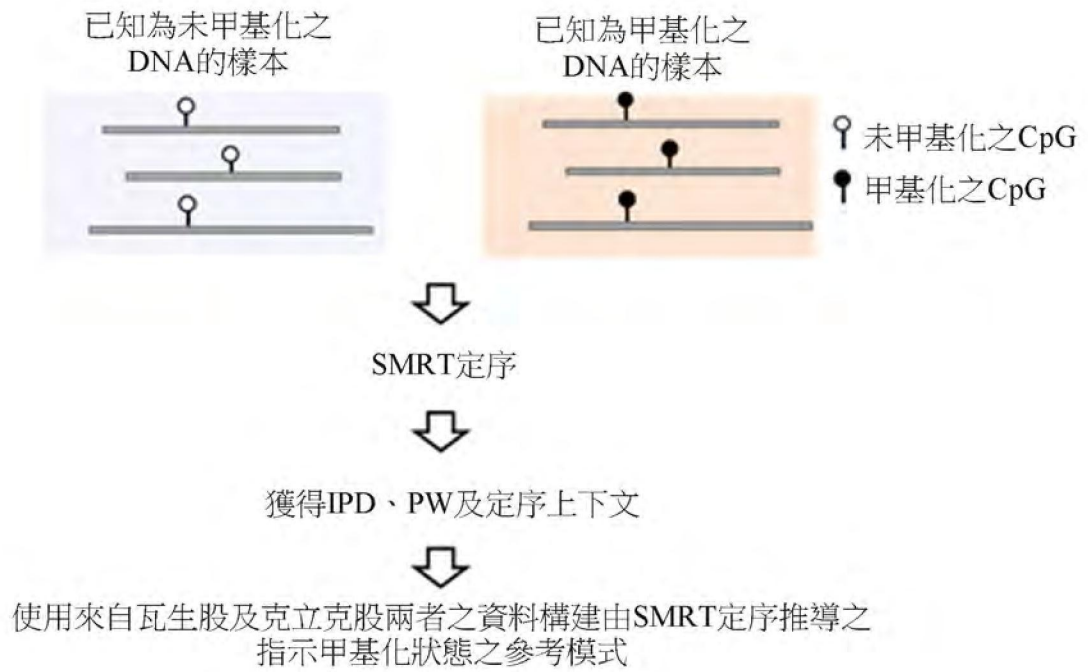 已知為未甲基化之
DNA的樣本
已知為甲基化之
DNA的樣本
未甲基化之CpG
甲基化之CpG
SMRT定序
獲得IPD、PW及定序上下文
使用來自瓦生股及克立克股兩者之資料構建由SMRT定序推導之
指示甲基化狀態之參考模式